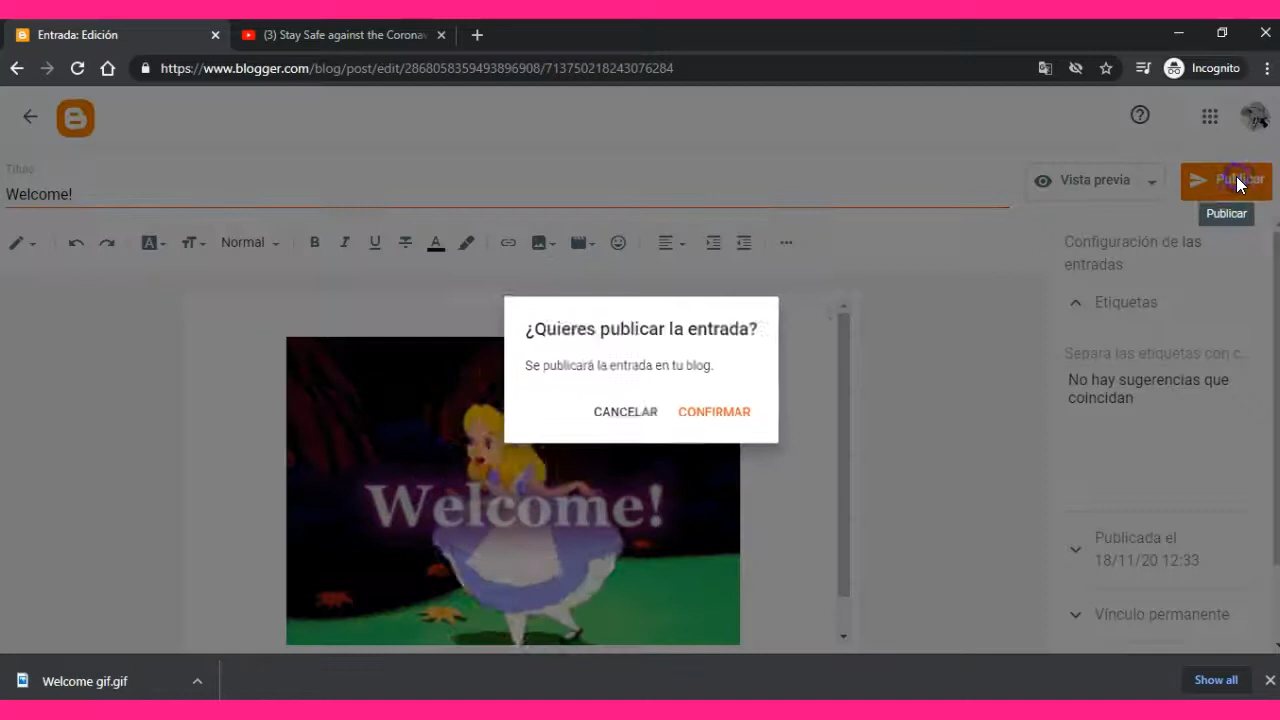 Entrada: Edición
(3) Stay Safe against the Corona
https://www.blogger.com/blog/post/edit/2868058359493896908/713750218243076284
Incognito
Título
Welcome!
Vista previa
Publicar
Publicar
Normal
Configuración de las
entradas
Etiquetas
Separa las etiquetas con c...
No hay sugerencias que
coincidan
¿Quieres publicar la entrada?
Se publicará la entrada en tu blog.
CANCELAR CONFIRMAR
Welcome!
Publicada el
18/11/20 12:33
Vínculo permanente
Welcome gif.gif
Show all